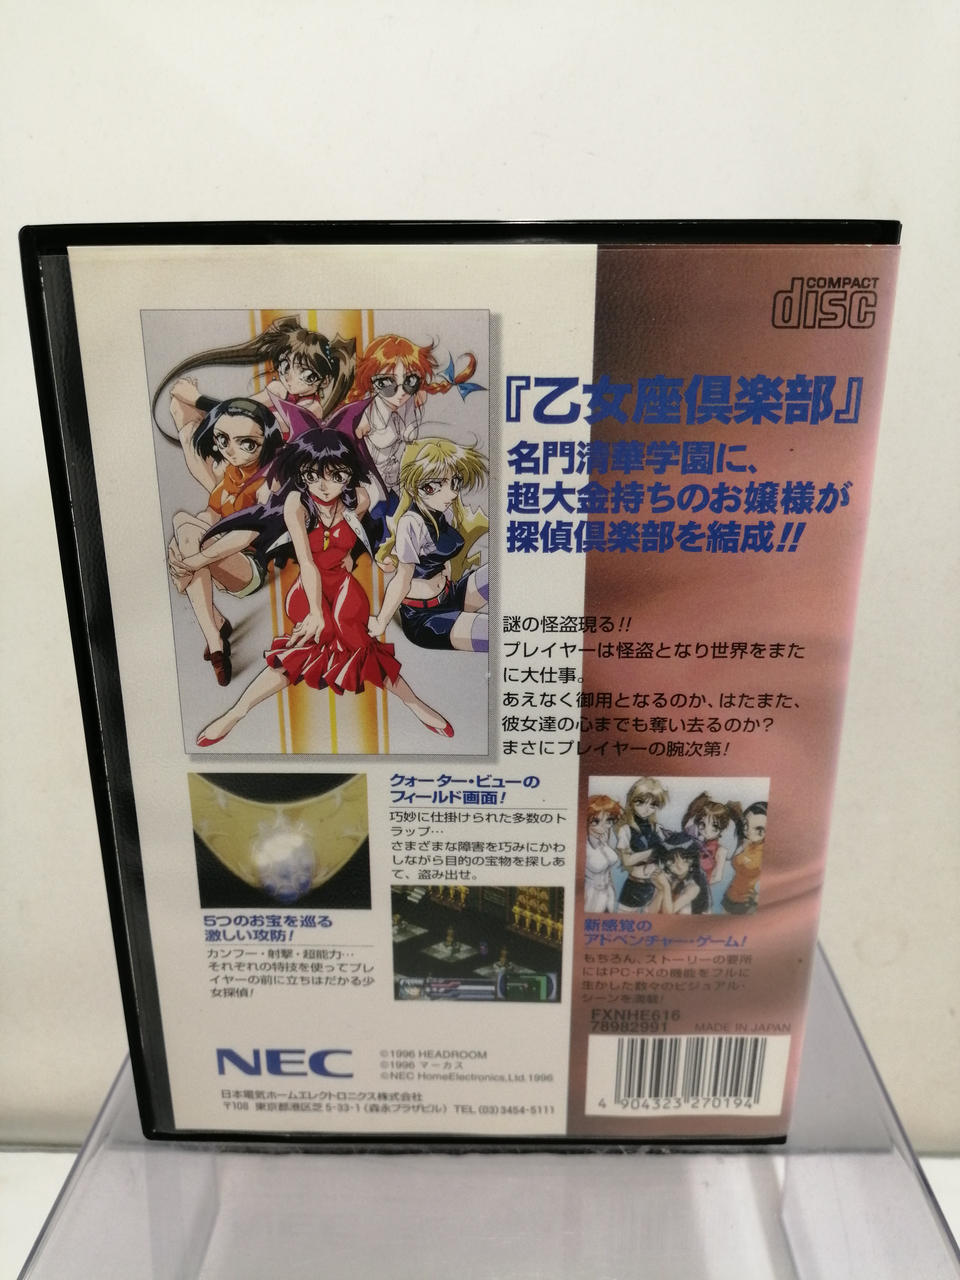 COMPACT
disc
『乙女座倶楽部』
名門清華学園に、
超大金持ちのお嬢様が
探偵倶楽部を結成!!
謎の怪盗現る!!
プレイヤーは怪盗となり世界をまた
に大仕事。
あえなく御用となるのか、はたまた、
彼女達の心までも奪い去るのか?
まさにプレイヤーの腕次第!
クォーター・ビューの
フィールド画面!
巧妙に仕掛けられた多数のト
ラップ…
さまざまな障害を巧みにかわ
しながら目的の宝物を探しあ
て、盗み出せ。
5つのお宝を巡る
激しい攻防!
カンフー・射撃・超能力…
それぞれの特技を使ってプレ
イヤーの前に立ちはだかる少
女探偵!
新感覚の
アドベンチャー・ゲーム!
もちろん、ストーリーの要所
にはPC-FXの機能をフルに
生かした数々のビジュアル・
シーンを満載!
FXNHE616
78982991 MADE IN JAPAN
4 904323 270194
NEC
©1996 HEADROOM
©1996 マーカス
©NEC HomeElectronics,Ltd.1996
日本電気ホームエレクトロニクス株式会社
〒108 東京都港区芝5-33-1(森永プラザビル) TEL(03)3454-5111